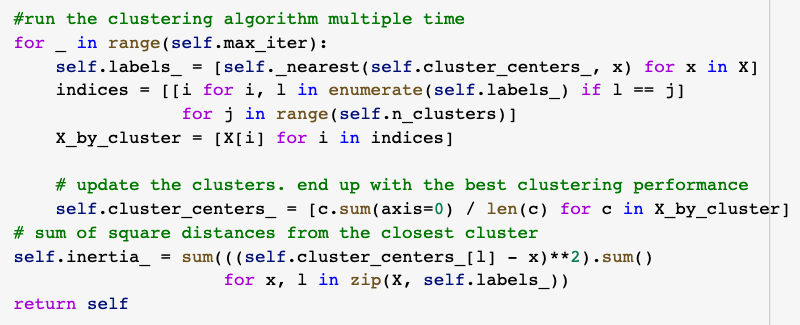 #run the clustering algorithm multiple time
for _ in range(self.max_iter):
    self.labels_ = [self._nearest(self.cluster_centers_, x) for x in X]
    indices = [[i for i, l in enumerate(self.labels_) if l == j]
                for j in range(self.n_clusters)]
    X_by_cluster = [X[i] for i in indices]

    # update the clusters. end up with the best clustering performance
    self.cluster_centers_ = [c.sum(axis=0) / len(c) for c in X_by_cluster]
# sum of square distances from the closest cluster
self.inertia_ = sum(((self.cluster_centers_[l] - x)**2).sum()
                    for x, l in zip(X, self.labels_))
return self